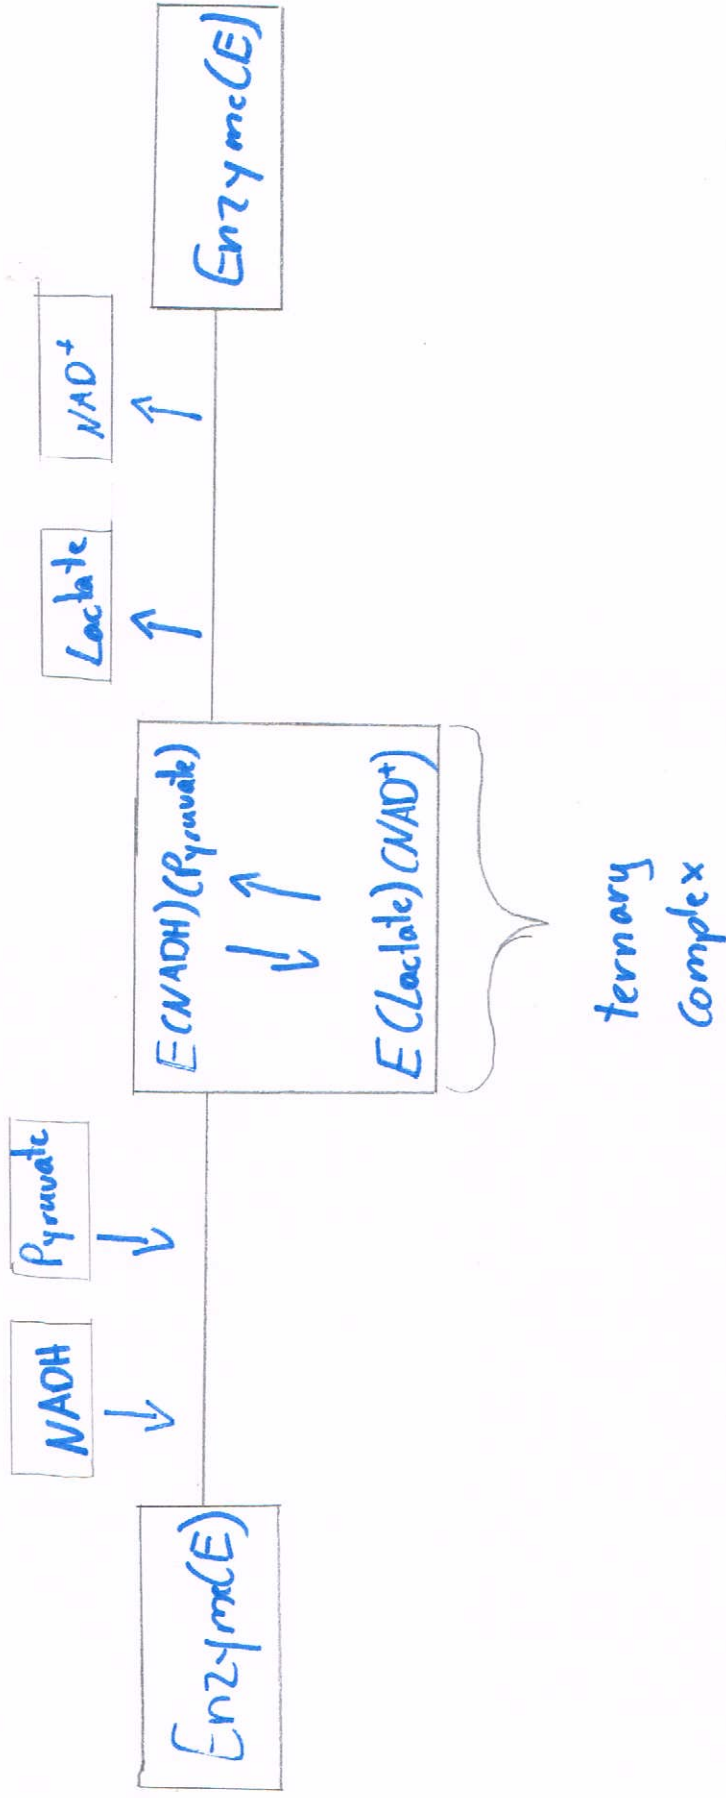 NADH
Pyruvate
Lactate
NAD+
Enzyme(E)
E(NADH)(Pyruvate)
E(Lactate)(NAD+)
Enzyme(E)
ternary
complex